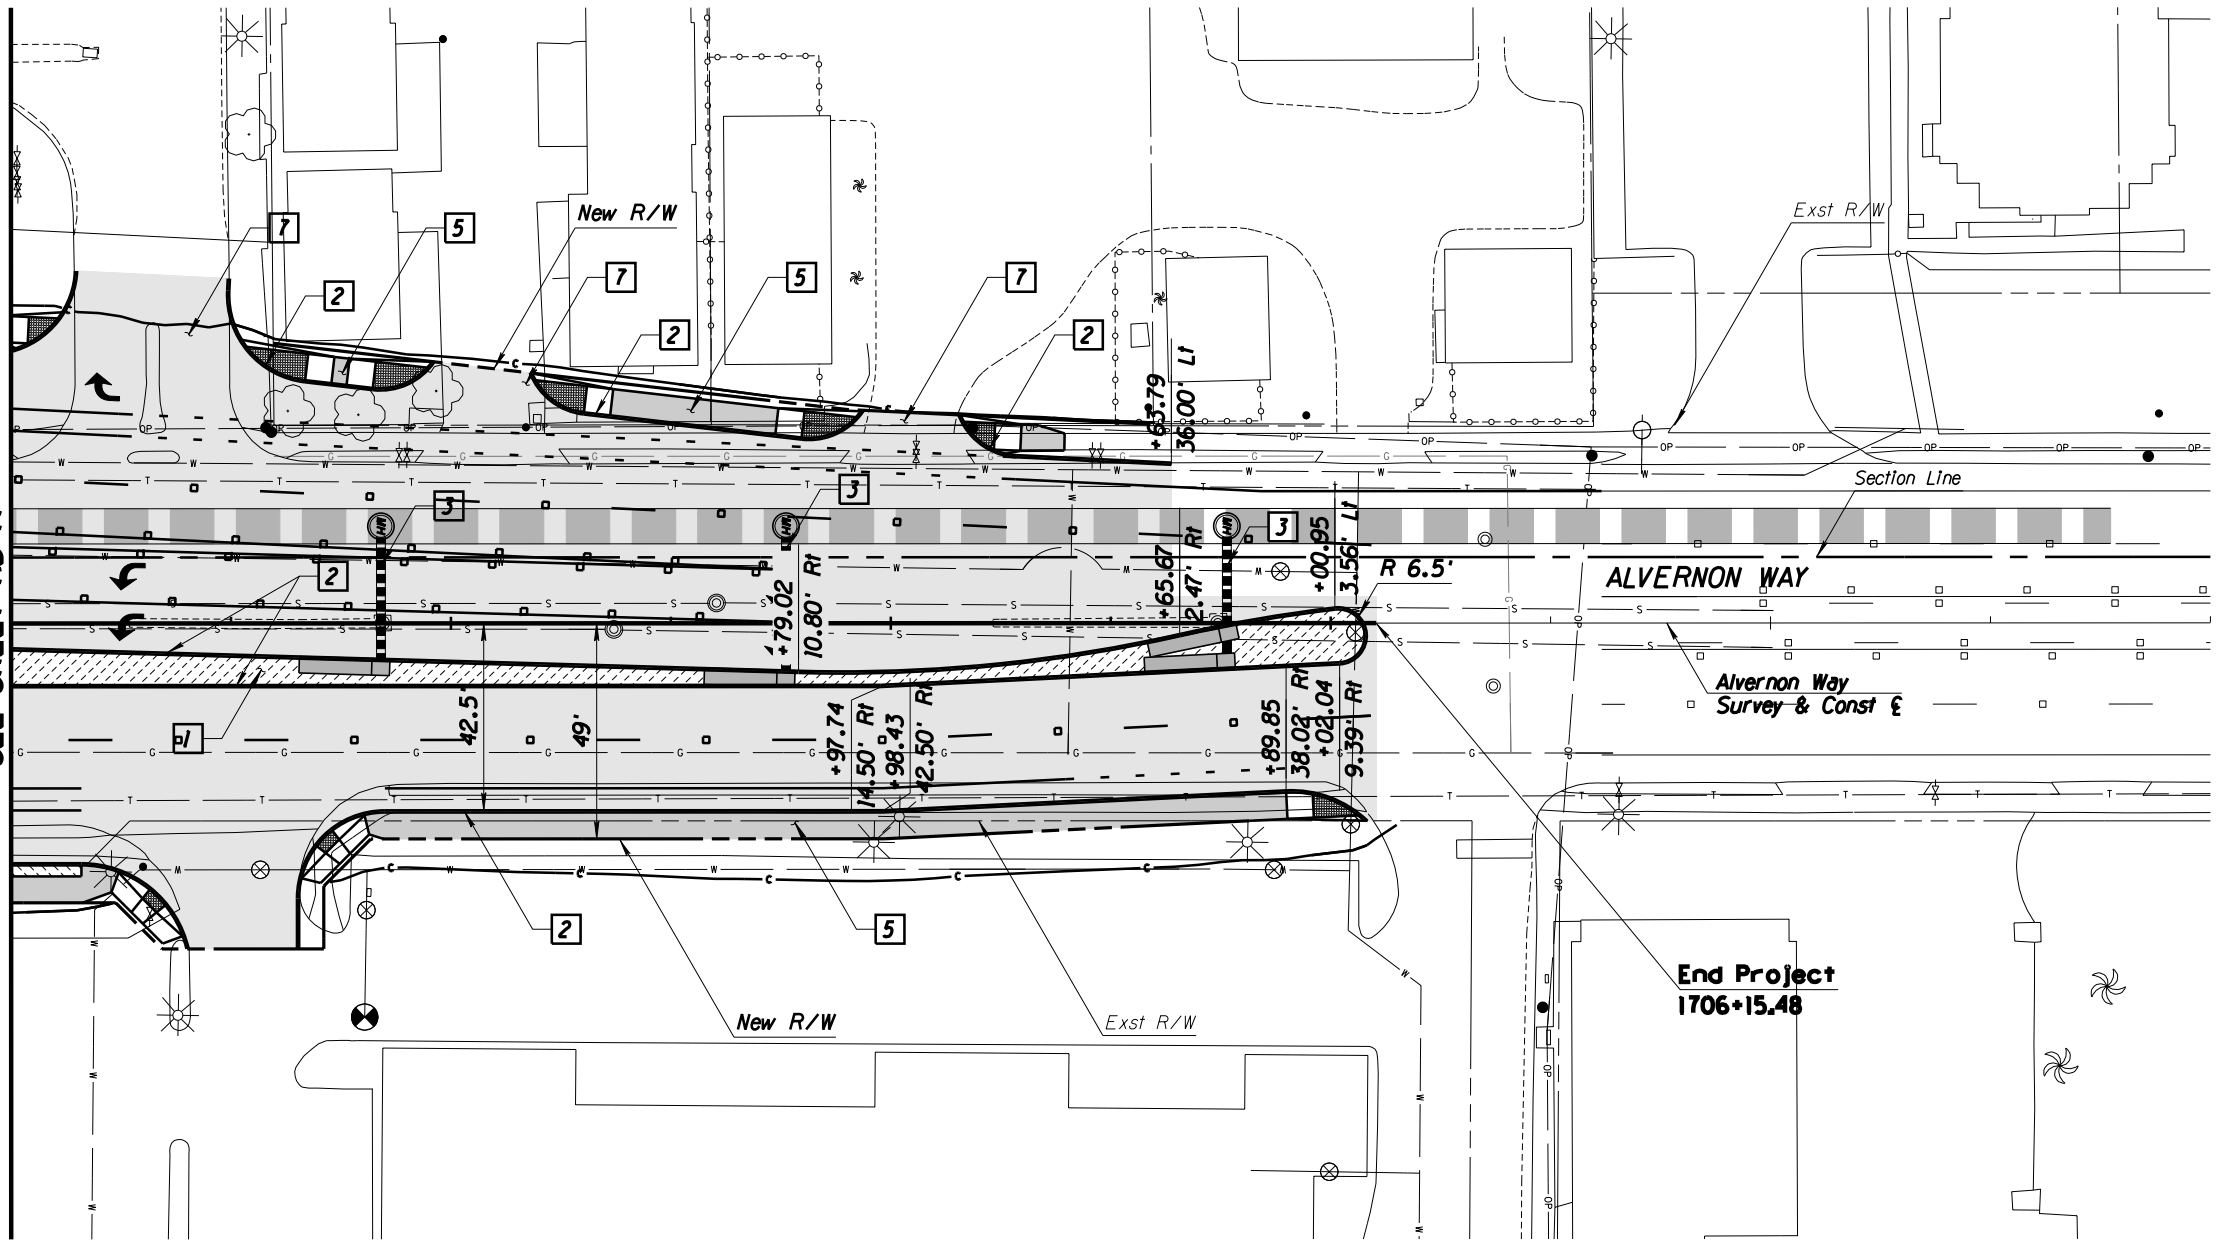 New R/W
Exst R/W
7
5
7
5
7
2
2
2
+63.79
36.00' Lt
Section Line
3
3
3
MH
MH
MH
+65.67
2.47' Rt
+00.95
3.56' Lt
R 6.5'
ALVERNON WAY
2
+79.02
10.80' Rt
Alvernon Way
Survey & Const ℄
1
42.5'
49'
+97.74
14.50' Rt
+98.43
42.50' Rt
+89.85
38.02' Rt
+02.04
9.39' Rt
2
5
End Project
1706+15.48
New R/W
Exst R/W